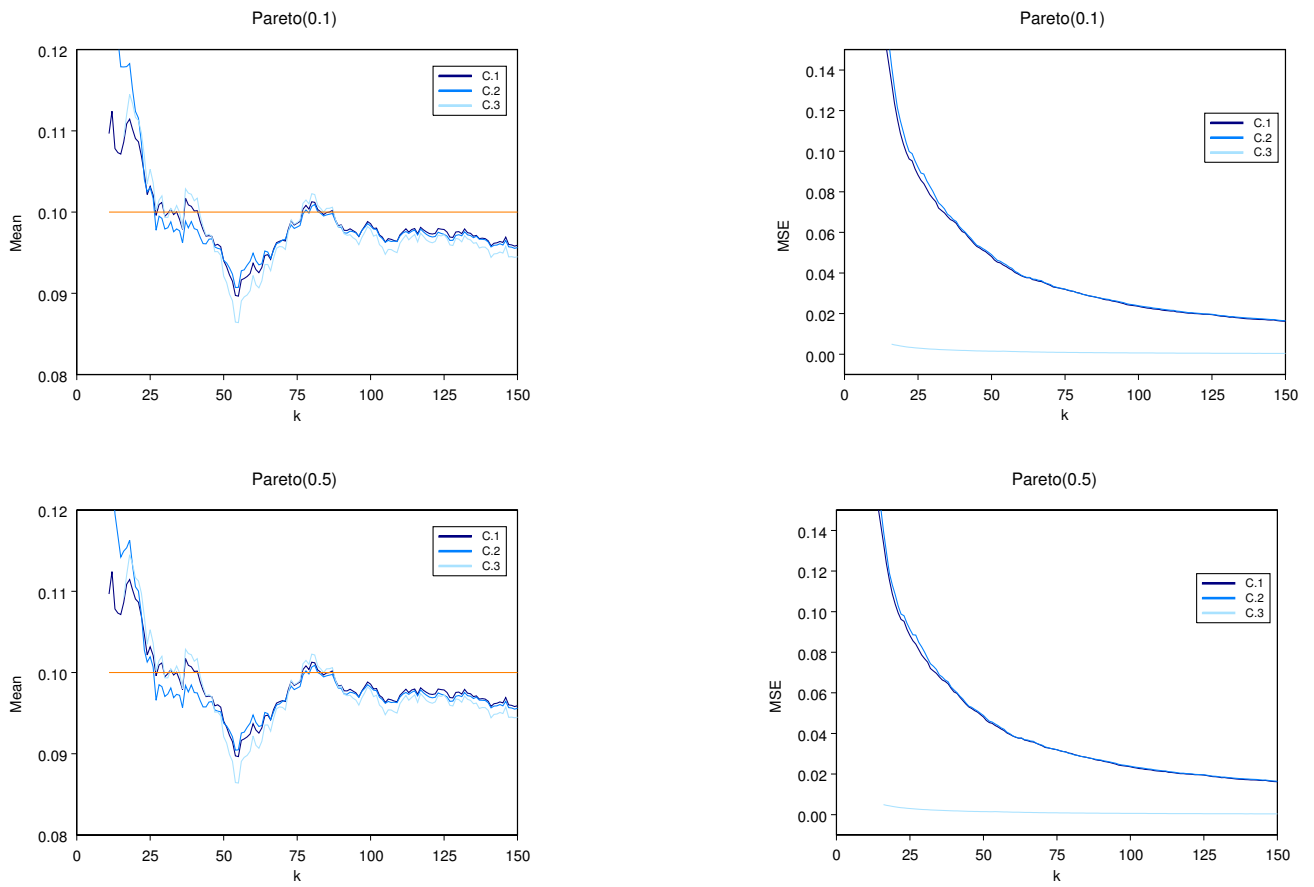 Pareto(0.1)
0.12
0.11
0.10
0.09
0.08
Mean
0
25
50
75
100
125
150
k
C.1
C.2
C.3
Pareto(0.1)
0.14
0.12
0.10
0.08
0.06
0.04
0.02
0.00
MSE
0
25
50
75
100
125
150
k
C.1
C.2
C.3
Pareto(0.5)
0.12
0.11
0.10
0.09
0.08
Mean
0
25
50
75
100
125
150
k
C.1
C.2
C.3
Pareto(0.5)
0.14
0.12
0.10
0.08
0.06
0.04
0.02
0.00
MSE
0
25
50
75
100
125
150
k
C.1
C.2
C.3